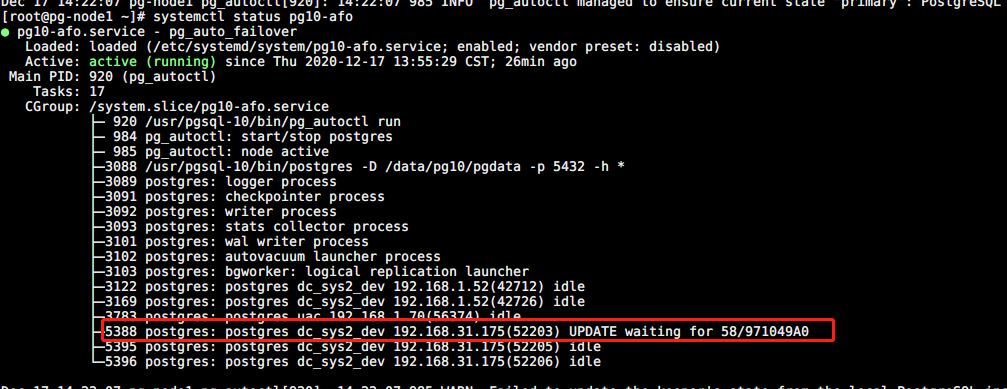 Dec 17 14:22:07 pg-node1 pg_autoctl[920]: 14:22:07 985 INFO pg_autoctl managed to ensure current state "primary": PostgreSQL
[root@pg-node1 ~]# systemctl status pg10-afo
● pg10-afo.service - pg_auto_failover
Loaded: loaded (/etc/systemd/system/pg10-afo.service; enabled; vendor preset: disabled)
Active: active (running) since Thu 2020-12-17 13:55:29 CST; 26min ago
Main PID: 920 (pg_autoctl)
Tasks: 17
CGroup: /system.slice/pg10-afo.service
├─ 920 /usr/pgsql-10/bin/pg_autoctl run
├─ 984 pg_autoctl: start/stop postgres
├─ 985 pg_autoctl: node active
├─3088 /usr/pgsql-10/bin/postgres -D /data/pg10/pgdata -p 5432 -h *
├─3089 postgres: logger process
├─3091 postgres: checkpointer process
├─3092 postgres: writer process
├─3093 postgres: stats collector process
├─3101 postgres: wal writer process
├─3102 postgres: autovacuum launcher process
├─3103 postgres: bgworker: logical replication launcher
├─3122 postgres: postgres dc_sys2_dev 192.168.1.52(42712) idle
├─3169 postgres: postgres dc_sys2_dev 192.168.1.52(42726) idle
├─3783 postgres: postgres uac 192.168.1.70(56374) idle
├─5388 postgres: postgres dc_sys2_dev 192.168.31.175(52203) UPDATE waiting for 58/971049A0
├─5395 postgres: postgres dc_sys2_dev 192.168.31.175(52205) idle
└─5396 postgres: postgres dc_sys2_dev 192.168.31.175(52206) idle
Dec 17 14:22:07 pg-node1 pg_autoctl[920]: 14:22:07 985 WARN Failed to update the keeper's state from the local PostgreSQL in